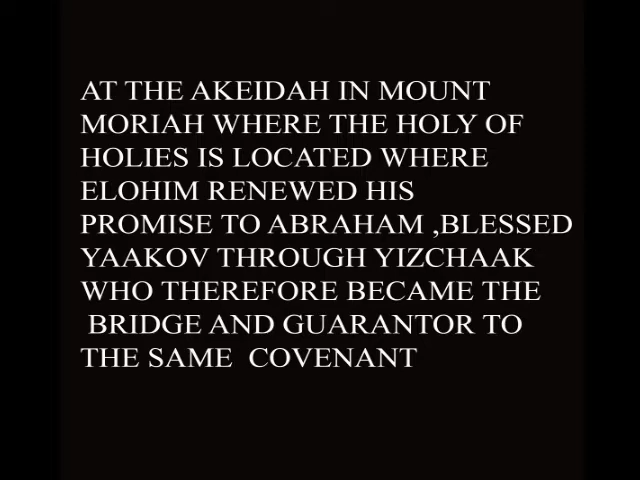 AT THE AKEIDAH IN MOUNT
MORIAH WHERE THE HOLY OF
HOLIES IS LOCATED WHERE
ELOHIM RENEWED HIS
PROMISE TO ABRAHAM ,BLESSED
YAAKOV THROUGH YIZCHAAK
WHO THEREFORE BECAME THE
BRIDGE AND GUARANTOR TO
THE SAME  COVENANT